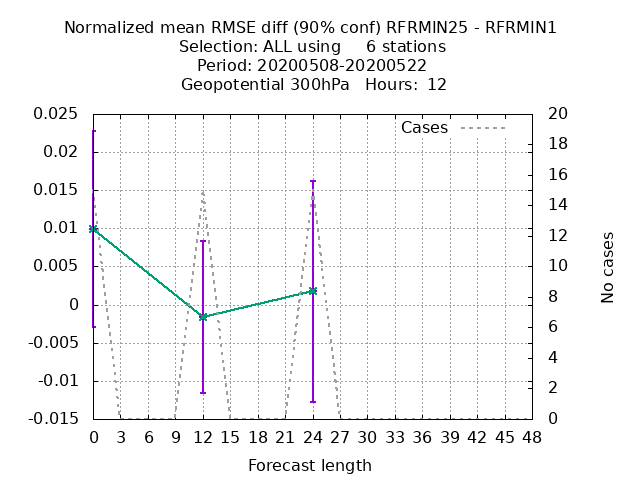 Normalized mean RMSE diff (90% conf) RFRMIN25 - RFRMIN1
Selection: ALL using     6 stations
Period: 20200508-20200522
Geopotential 300hPa   Hours:  12
Cases
0.025
0.02
0.015
0.01
0.005
0
-0.005
-0.01
-0.015
20
18
16
14
12
10
8
6
4
2
0
No cases
0 3 6 9 12 15 18 21 24 27 30 33 36 39 42 45 48
Forecast length